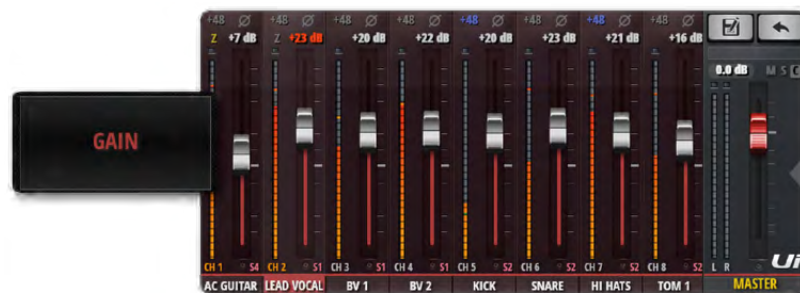 +48 +48 +48 +48 +48 +48 +48 +48
Z +7 dB Z +23 dB +20 dB +22 dB +20 dB +23 dB +21 dB +16 dB
0.0 dB M S
GAIN
CH 1 S4 CH 2 S1 CH 3 S1 CH 4 S1 CH 5 S2 CH 6 S2 CH 7 S2 CH 8 S2 L R Ui
AC GUITAR LEAD VOCAL BV 1 BV 2 KICK SNARE HI HATS TOM 1 MASTER